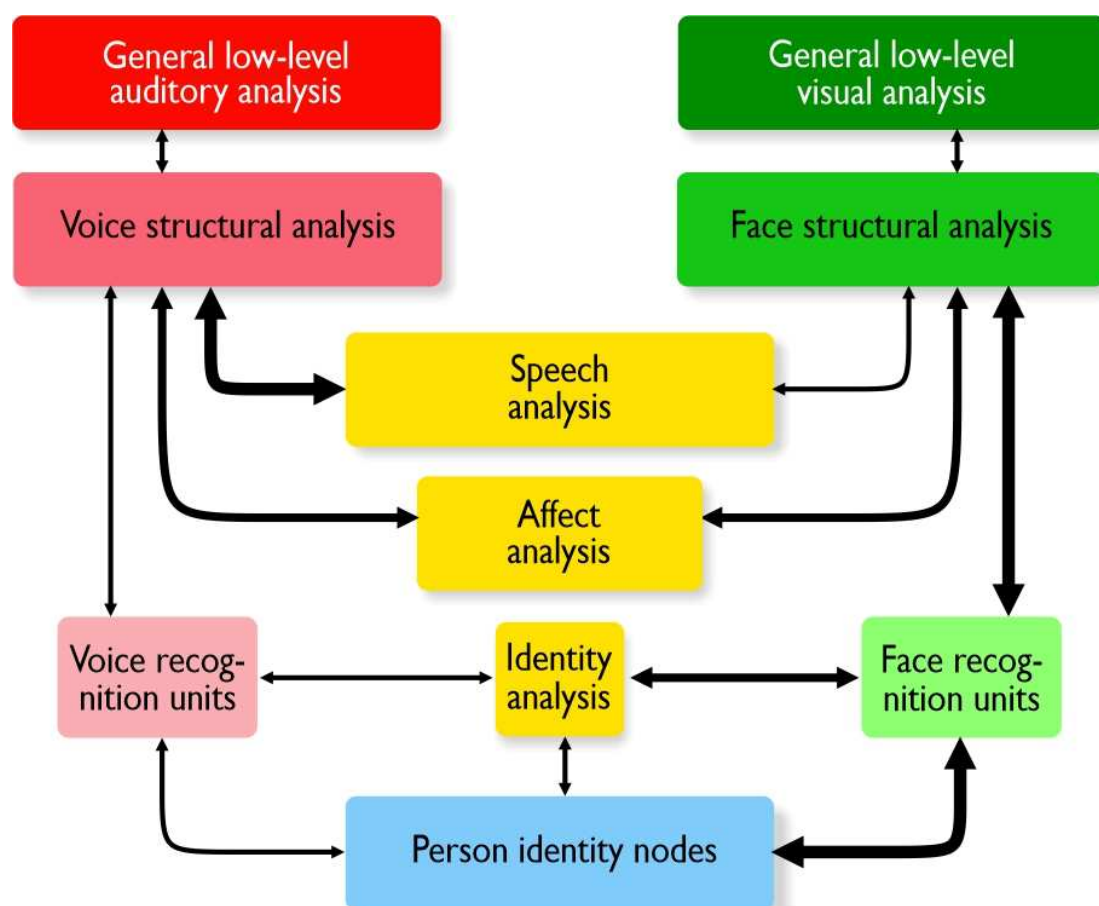 General low-level
auditory analysis
General low-level
visual analysis
Voice structural analysis
Face structural analysis
Speech
analysis
Affect
analysis
Voice recog-
nition units
Identity
analysis
Face recog-
nition units
Person identity nodes